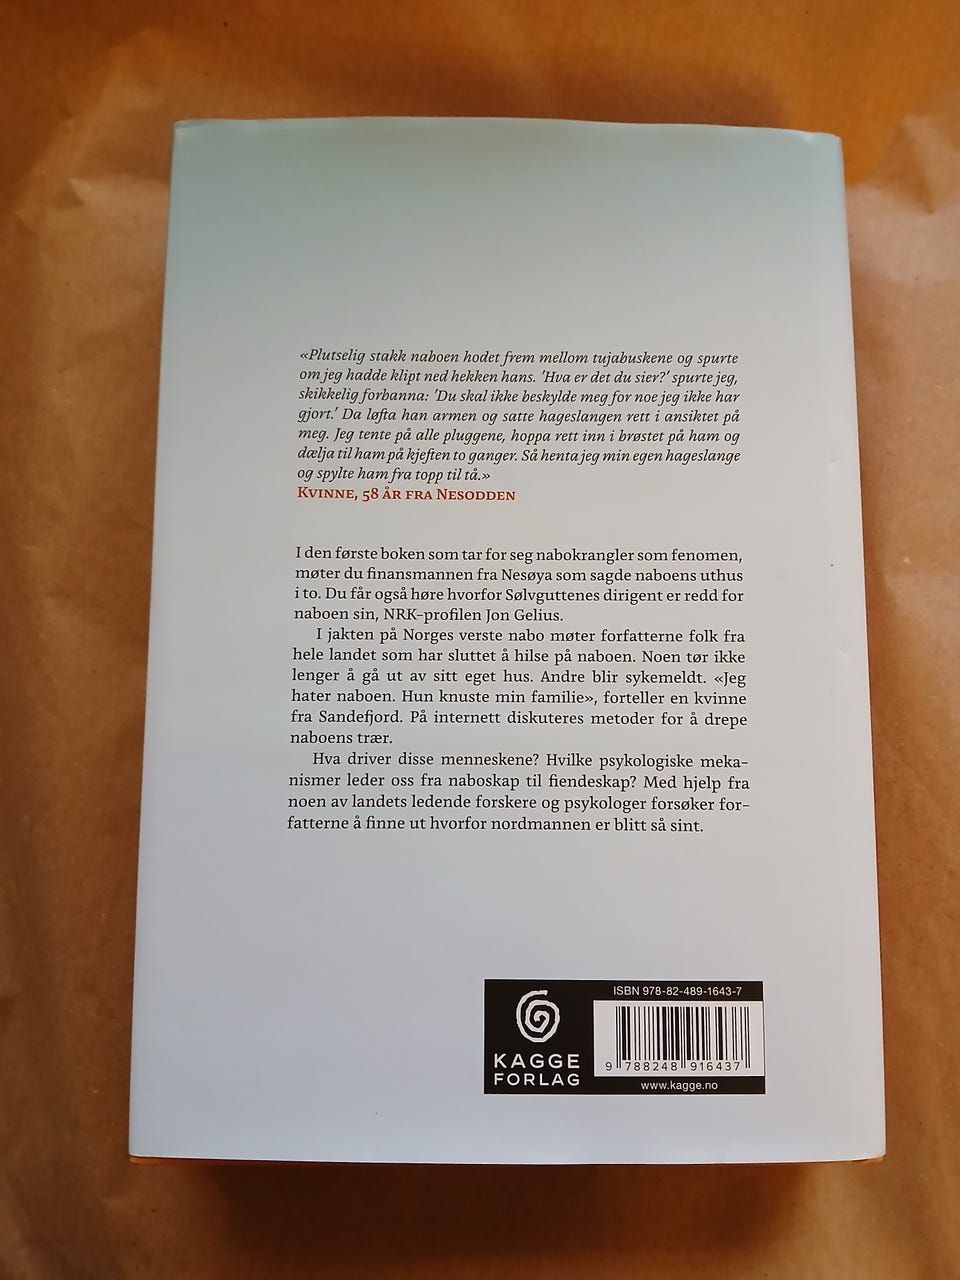 «Plutselig stakk naboen hodet frem mellom tujabuskene og spurte
om jeg hadde klipt ned hekken hans. 'Hva er det du sier?' spurte jeg,
skikkelig forbanna: 'Du skal ikke beskylde meg for noe jeg ikke har
gjort.' Da løfta han armen og satte hageslangen rett i ansiktet på
meg. Jeg tente på alle pluggene, hoppa rett inn i brøstet på ham og
dælja til ham på kjeften to ganger. Så henta jeg min egen hageslange
og spylte ham fra topp til tå.»
KVINNE, 58 ÅR FRA NESODDEN
I den første boken som tar for seg nabokrangler som fenomen,
møter du finansmannen fra Nesøya som sagde naboens uthus
i to. Du får også høre hvorfor Sølvguttenes dirigent er redd for
naboen sin, NRK-profilen Jon Gelius.
I jakten på Norges verste nabo møter forfatterne folk fra
hele landet som har sluttet å hilse på naboen. Noen tør ikke
lenger å gå ut av sitt eget hus. Andre blir sykemeldt. «Jeg
hater naboen. Hun knuste min familie», forteller en kvinne
fra Sandefjord. På internett diskuteres metoder for å drepe
naboens trær.
Hva driver disse menneskene? Hvilke psykologiske meka-
nismer leder oss fra naboskap til fiendeskap? Med hjelp fra
noen av landets ledende forskere og psykologer forsøker for-
fatterne å finne ut hvorfor nordmannen er blitt så sint.
KAGGE
FORLAG
ISBN 978-82-489-1643-7
9 788248 916437
www.kagge.no